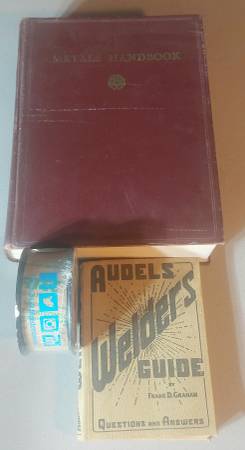 METALS HANDBOOK
AUDELS
Welders
GUIDE
BY
FRANK D. GRAHAM
QUESTIONS AND ANSWERS